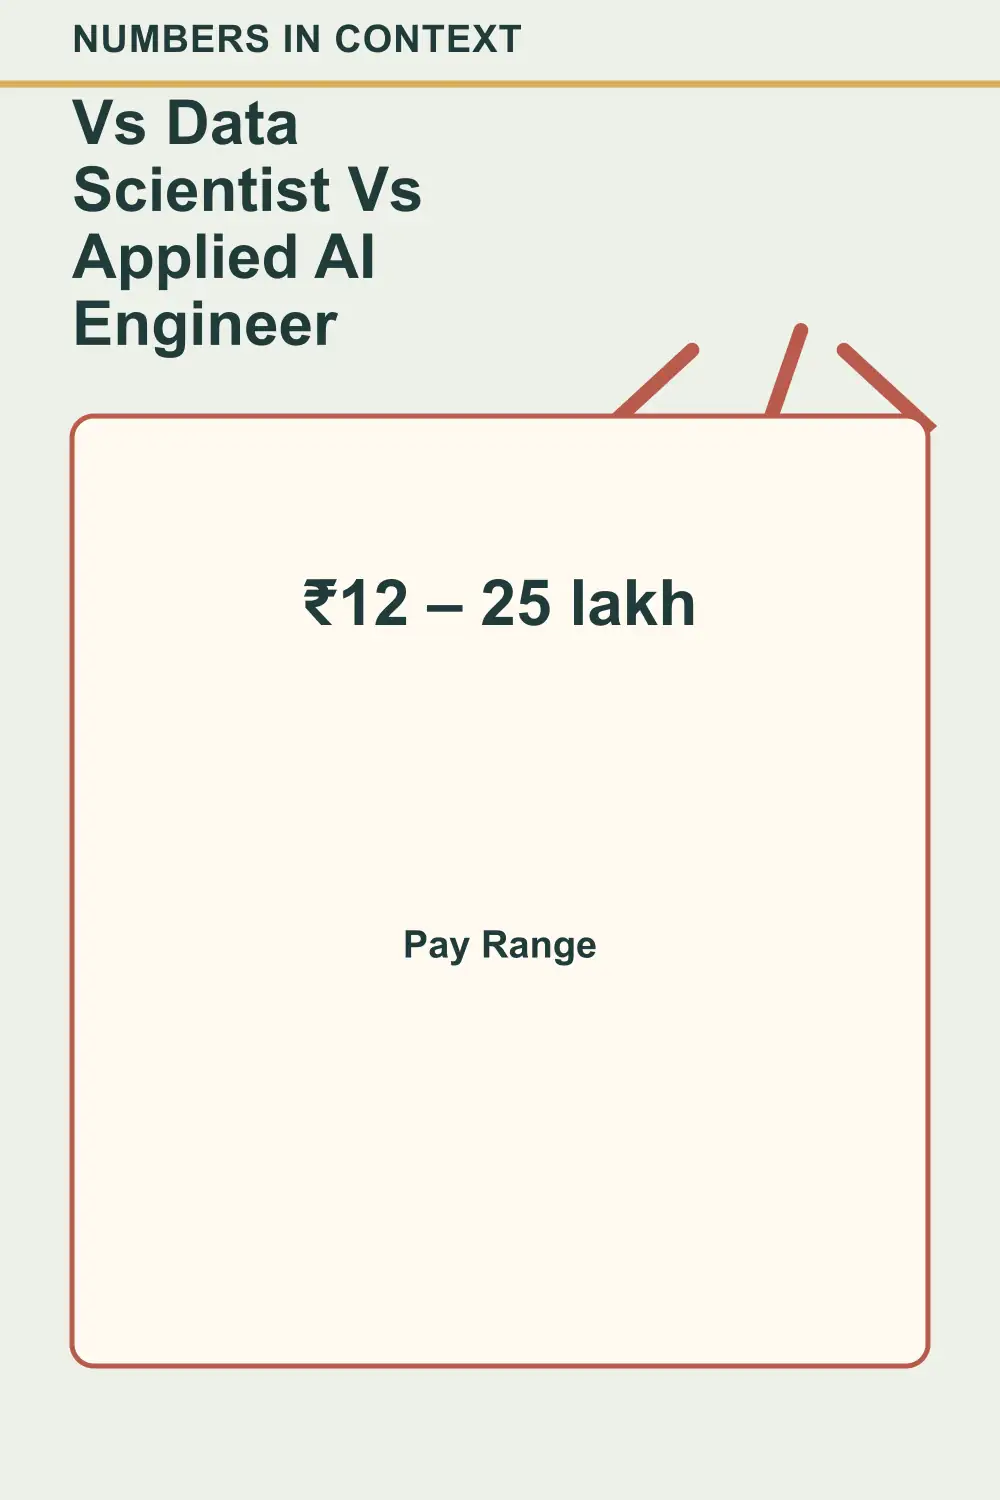 NUMBERS IN CONTEXT
Vs Data
Scientist Vs
Applied AI
Engineer
₹12 – 25 lakh
Pay Range